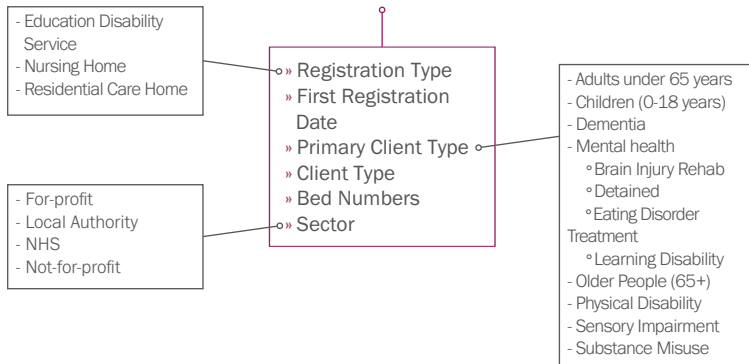 - Education Disability
Service
- Nursing Home
- Residential Care Home
» Registration Type
» First Registration
Date
» Primary Client Type
» Client Type
» Bed Numbers
» Sector
- For-profit
- Local Authority
- NHS
- Not-for-profit
- Adults under 65 years
- Children (0-18 years)
- Dementia
- Mental health
° Brain Injury Rehab
° Detained
° Eating Disorder
Treatment
° Learning Disability
- Older People (65+)
- Physical Disability
- Sensory Impairment
- Substance Misuse